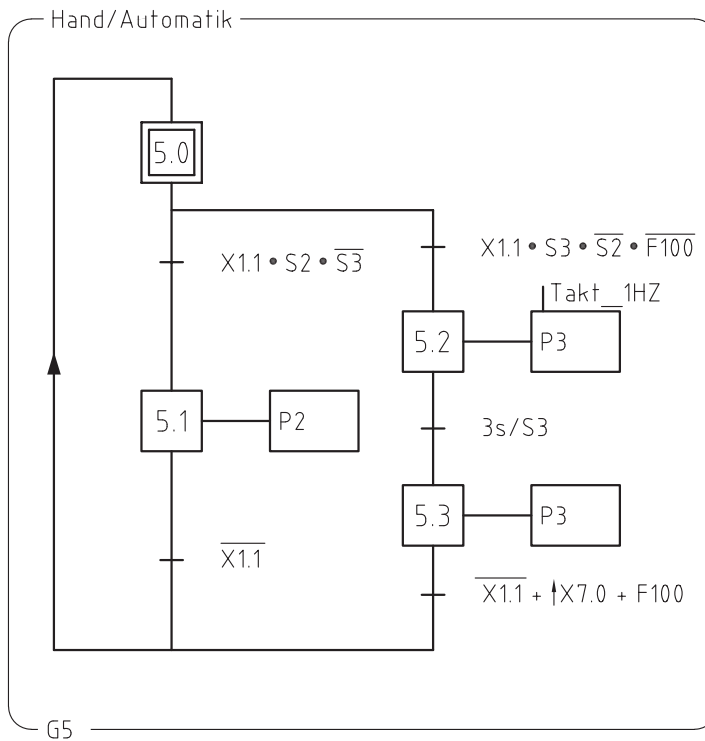 Hand/Automatik
5.0
X1.1 • S2 • S̅3̅
X1.1 • S3 • S̅2̅ • F̅1̅0̅0̅
Takt_1HZ
5.2
P3
5.1
P2
3s/S3
5.3
P3
X̅1̅.̅1̅
X̅1̅.̅1̅ + ↑X7.0 + F100
G5